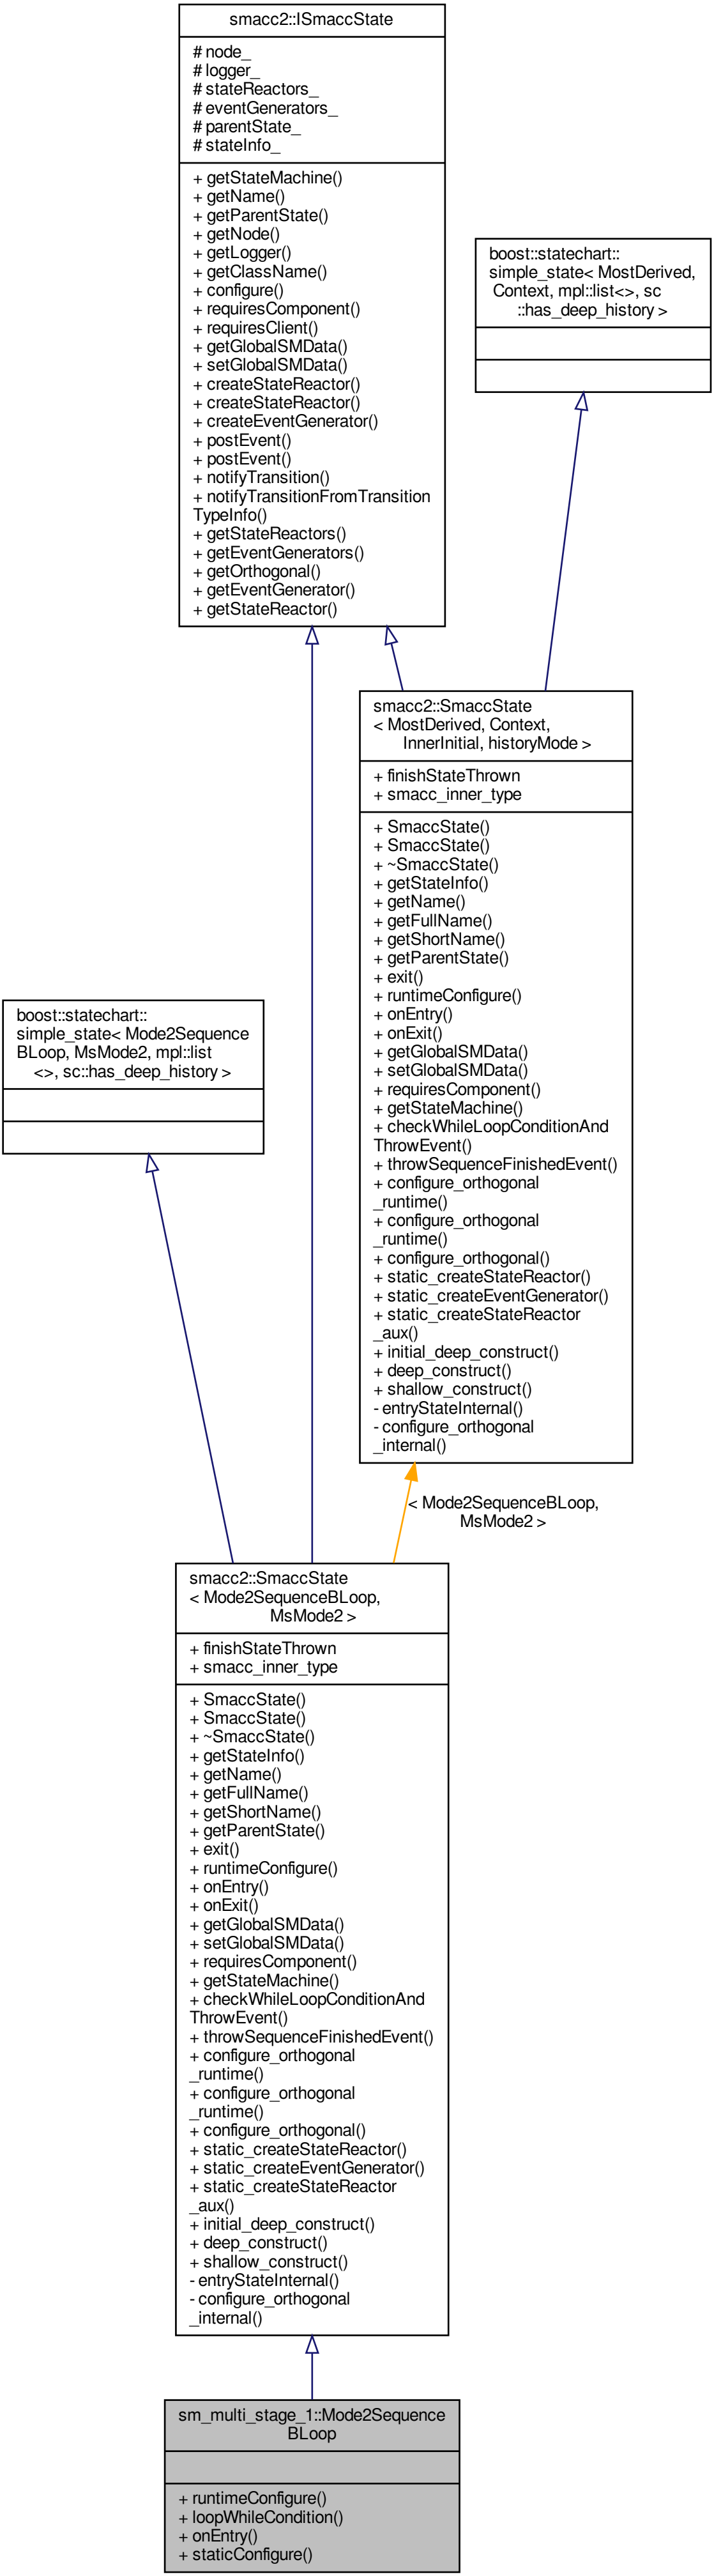 smacc2::ISmaccState
# node_
# logger_
# stateReactors_
# eventGenerators_
# parentState_
# stateInfo_
+ getStateMachine()
+ getName()
+ getParentState()
+ getNode()
+ getLogger()
+ getClassName()
+ configure()
+ requiresComponent()
+ requiresClient()
+ getGlobalSMData()
+ setGlobalSMData()
+ createStateReactor()
+ createStateReactor()
+ createEventGenerator()
+ postEvent()
+ postEvent()
+ notifyTransition()
+ notifyTransitionFromTransition
TypeInfo()
+ getStateReactors()
+ getEventGenerators()
+ getOrthogonal()
+ getEventGenerator()
+ getStateReactor()
boost::statechart::
simple_state< MostDerived,
Context, mpl::list<>, sc
::has_deep_history >
smacc2::SmaccState
< MostDerived, Context,
InnerInitial, historyMode >
+ finishStateThrown
+ smacc_inner_type
+ SmaccState()
+ SmaccState()
+ ~SmaccState()
+ getStateInfo()
+ getName()
+ getFullName()
+ getShortName()
+ getParentState()
+ exit()
+ runtimeConfigure()
+ onEntry()
+ onExit()
+ getGlobalSMData()
+ setGlobalSMData()
+ requiresComponent()
+ getStateMachine()
+ checkWhileLoopConditionAnd
ThrowEvent()
+ throwSequenceFinishedEvent()
+ configure_orthogonal
_runtime()
+ configure_orthogonal
_runtime()
+ configure_orthogonal()
+ static_createStateReactor()
+ static_createEventGenerator()
+ static_createStateReactor
_aux()
+ initial_deep_construct()
+ deep_construct()
+ shallow_construct()
- entryStateInternal()
- configure_orthogonal
_internal()
boost::statechart::
simple_state< Mode2Sequence
BLoop, MsMode2, mpl::list
<>, sc::has_deep_history >
< Mode2SequenceBLoop,
MsMode2 >
smacc2::SmaccState
< Mode2SequenceBLoop,
MsMode2 >
+ finishStateThrown
+ smacc_inner_type
+ SmaccState()
+ SmaccState()
+ ~SmaccState()
+ getStateInfo()
+ getName()
+ getFullName()
+ getShortName()
+ getParentState()
+ exit()
+ runtimeConfigure()
+ onEntry()
+ onExit()
+ getGlobalSMData()
+ setGlobalSMData()
+ requiresComponent()
+ getStateMachine()
+ checkWhileLoopConditionAnd
ThrowEvent()
+ throwSequenceFinishedEvent()
+ configure_orthogonal
_runtime()
+ configure_orthogonal
_runtime()
+ configure_orthogonal()
+ static_createStateReactor()
+ static_createEventGenerator()
+ static_createStateReactor
_aux()
+ initial_deep_construct()
+ deep_construct()
+ shallow_construct()
- entryStateInternal()
- configure_orthogonal
_internal()
sm_multi_stage_1::Mode2Sequence
BLoop
+ runtimeConfigure()
+ loopWhileCondition()
+ onEntry()
+ staticConfigure()